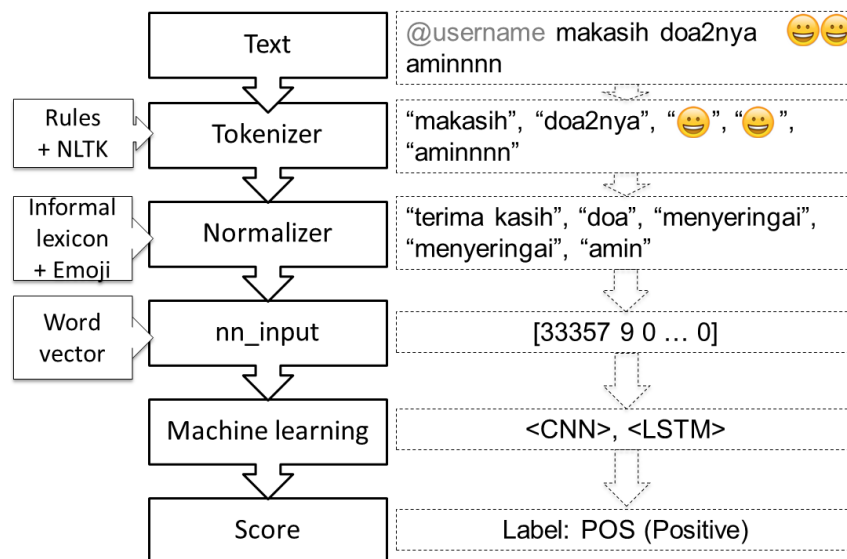 Text
@username makasih doa2nya 😀😀
aminnnn
Rules
+ NLTK
Tokenizer
“makasih”, “doa2nya”, “😀”, “😀”,
“aminnnn”
Informal
lexicon
+ Emoji
Normalizer
“terima kasih”, “doa”, “menyeringai”,
“menyeringai”, “amin”
Word
vector
nn_input
[33357 9 0 … 0]
Machine learning
<CNN>, <LSTM>
Score
Label: POS (Positive)